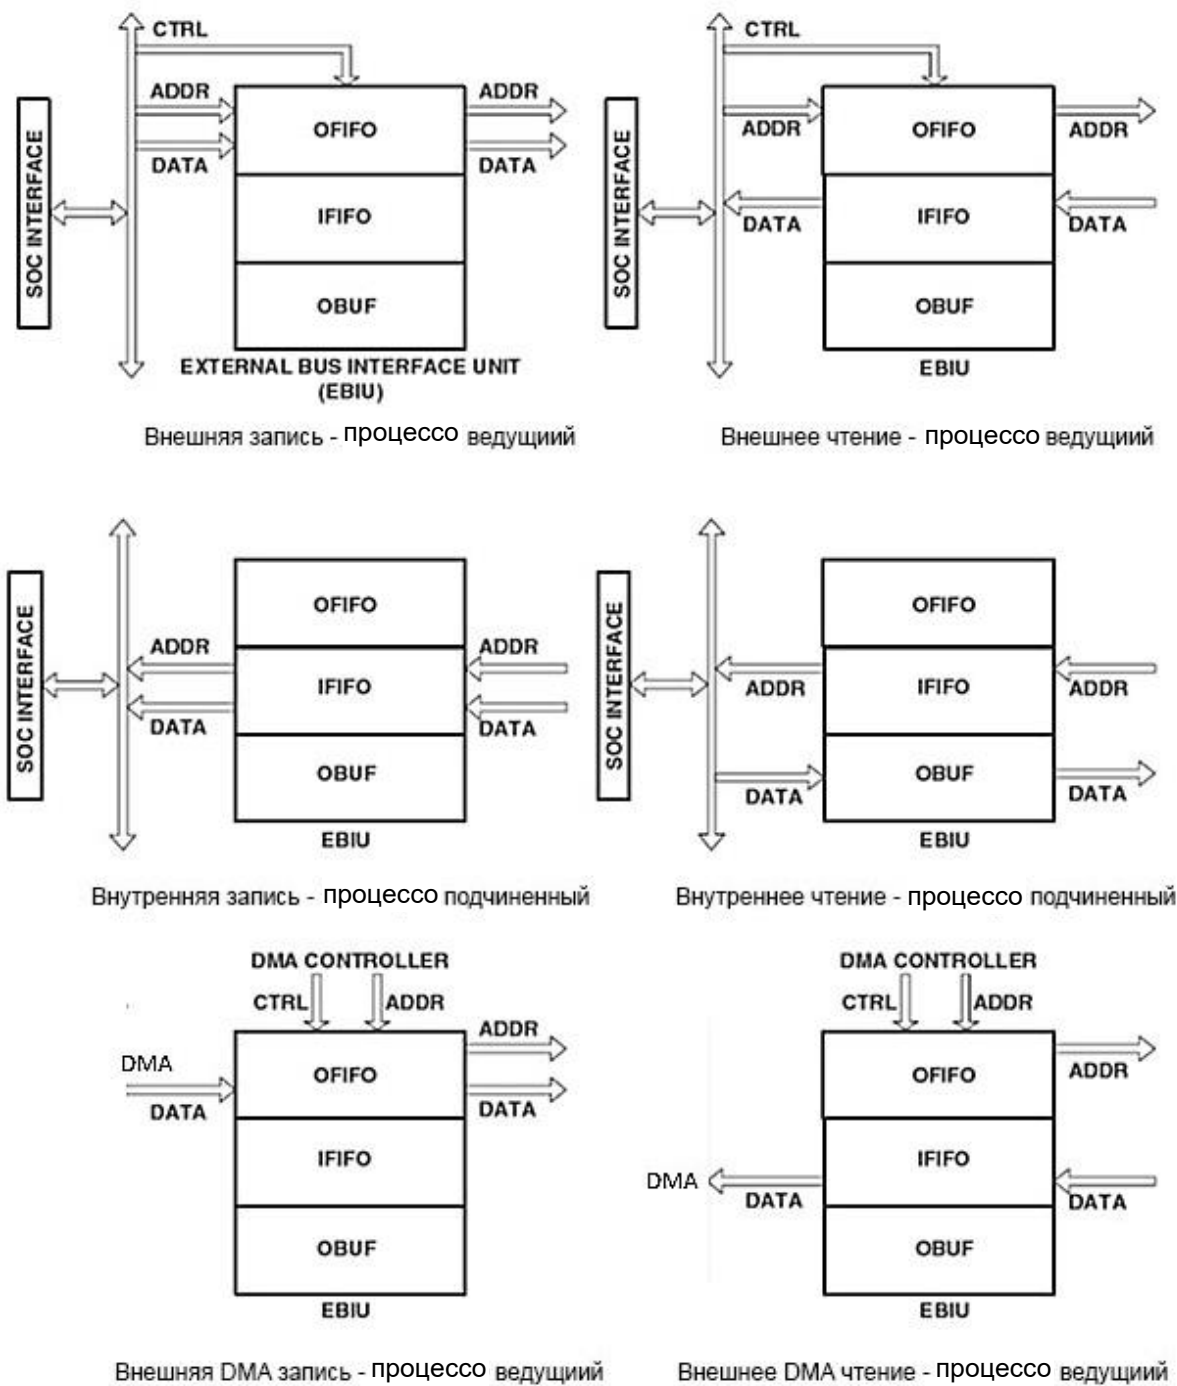 CTRL
ADDR
ADDR
OFIFO
DATA
DATA
SOC INTERFACE
IFIFO
OBUF
EXTERNAL BUS INTERFACE UNIT
(EBIU)
Внешняя запись - процессо ведущиий
CTRL
OFIFO
ADDR
ADDR
SOC INTERFACE
IFIFO
DATA
DATA
OBUF
EBIU
Внешнее чтение - процессо ведущиий
OFIFO
SOC INTERFACE
ADDR
ADDR
IFIFO
DATA
DATA
OBUF
EBIU
Внутренняя запись - процессо подчиненный
OFIFO
SOC INTERFACE
IFIFO
ADDR
ADDR
OBUF
DATA
DATA
EBIU
Внутреннее чтение - процессо подчиненный
DMA CONTROLLER
CTRL
ADDR
ADDR
DMA
OFIFO
DATA
DATA
IFIFO
OBUF
EBIU
Внешняя DMA запись - процессо ведущиий
DMA CONTROLLER
CTRL
ADDR
OFIFO
ADDR
IFIFO
DMA
DATA
DATA
OBUF
EBIU
Внешнее DMA чтение - процессо ведущиий